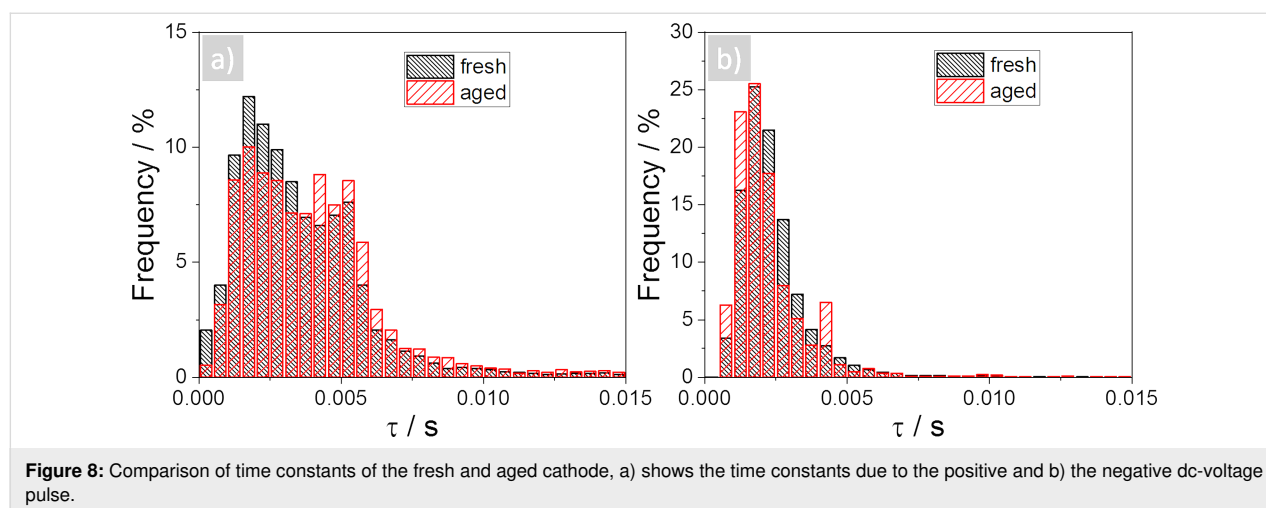 a)
fresh
aged
15
10
5
0
Frequency / %
0.000 0.005 0.010 0.015
τ / s
b)
fresh
aged
30
25
20
15
10
5
0
Frequency / %
0.000 0.005 0.010 0.015
τ / s
Figure 8: Comparison of time constants of the fresh and aged cathode, a) shows the time constants due to the positive and b) the negative dc-voltage
pulse.